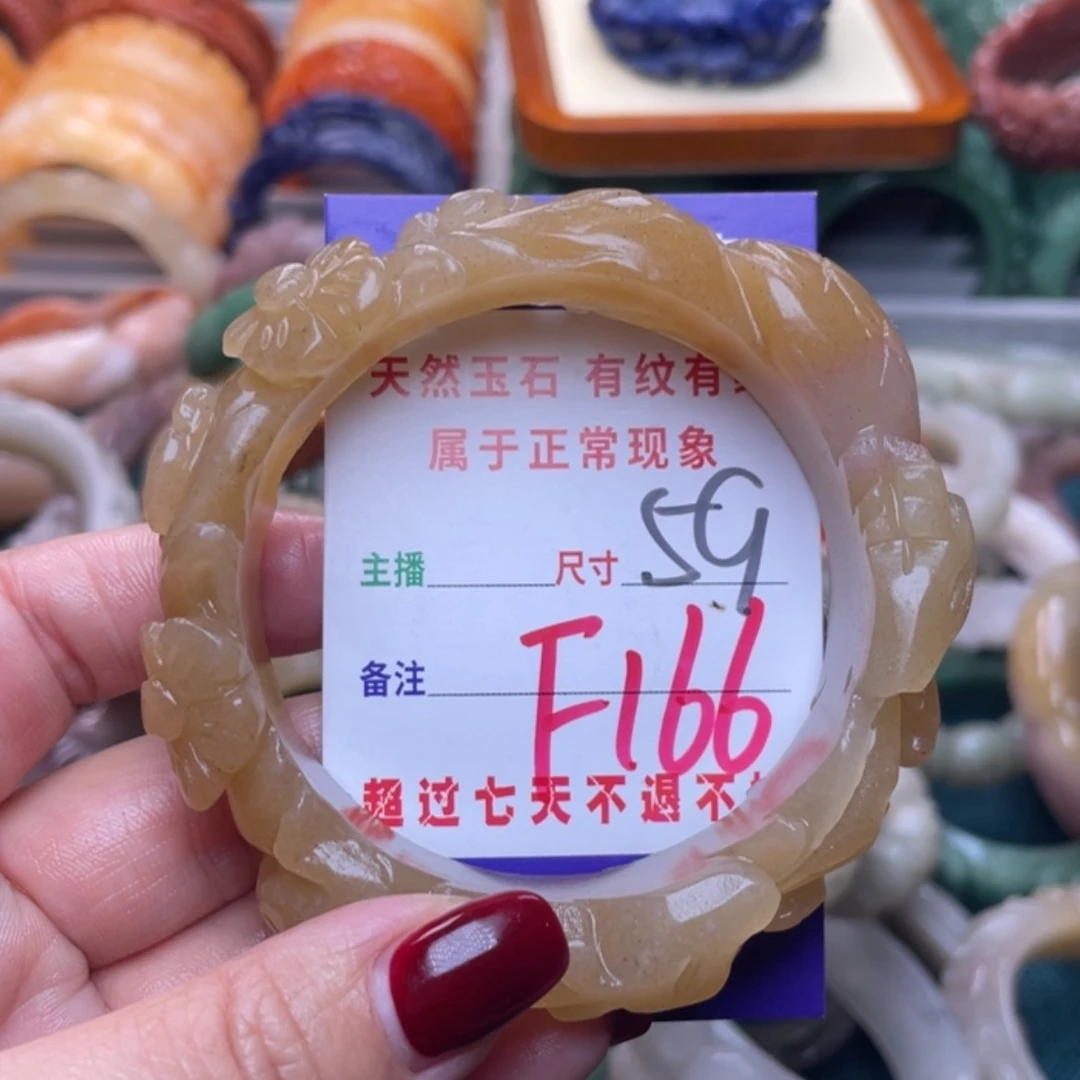 天然玉石 有纹有
属于正常现象
主播 尺寸 59
备注 F166
超过七天不退不